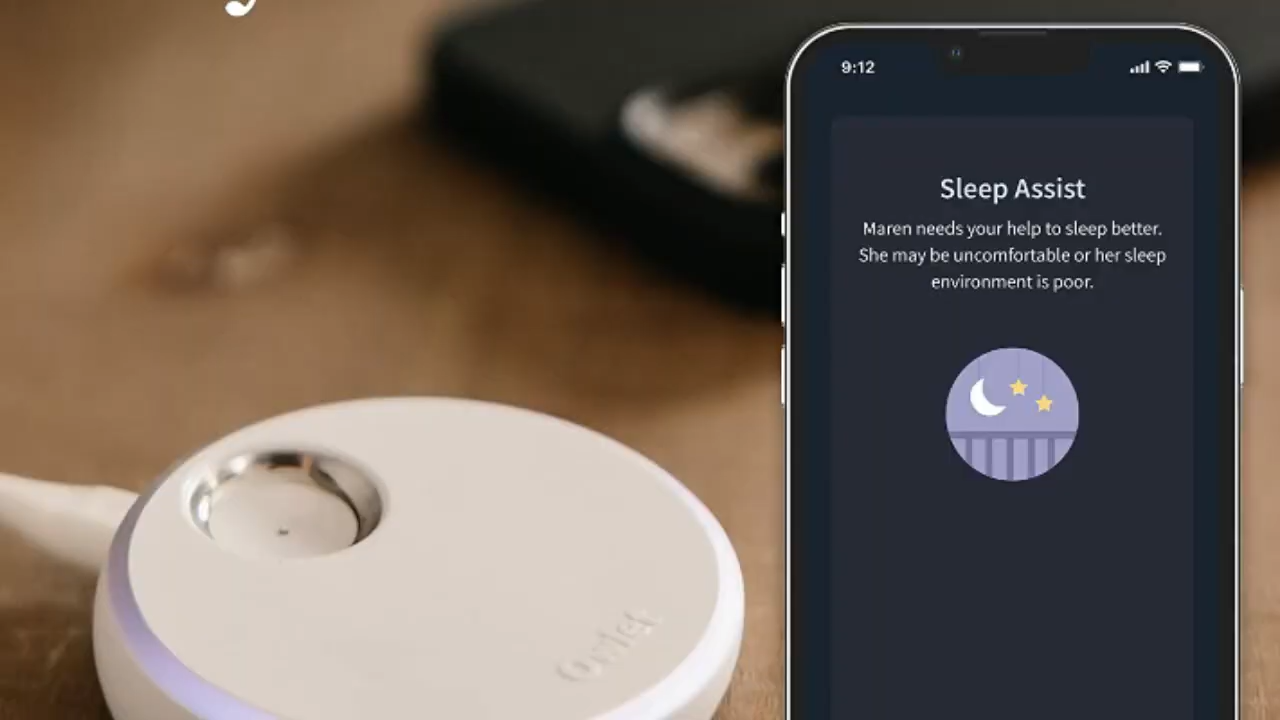 9:12
Sleep Assist
Maren needs your help to sleep better.
She may be uncomfortable or her sleep
environment is poor.
Owlet